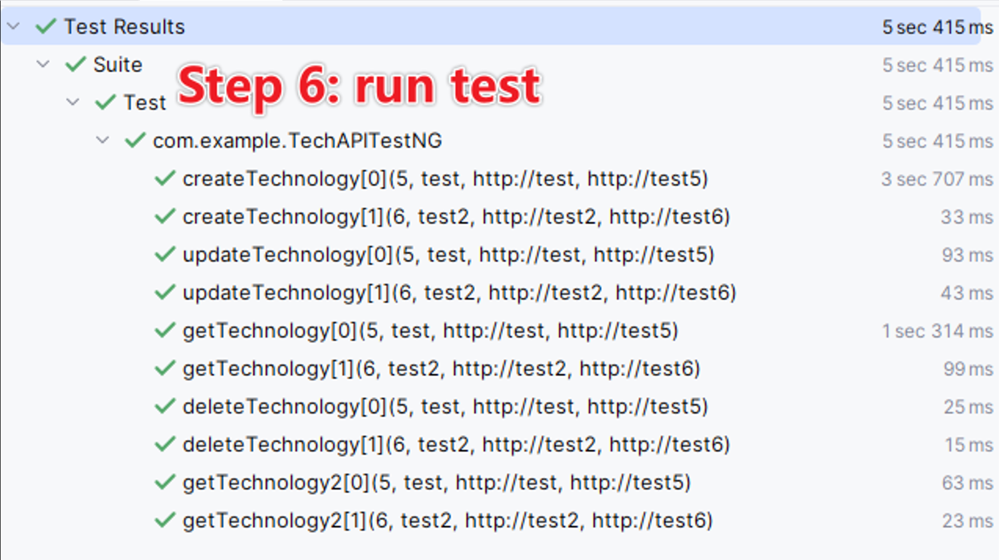 Test Results 5 sec 415 ms
Suite 5 sec 415 ms
Step 6: run test
Test 5 sec 415 ms
com.example.TechAPITestNG 5 sec 415 ms
createTechnology[0](5, test, http://test, http://test5) 3 sec 707 ms
createTechnology[1](6, test2, http://test2, http://test6) 33 ms
updateTechnology[0](5, test, http://test, http://test5) 93 ms
updateTechnology[1](6, test2, http://test2, http://test6) 43 ms
getTechnology[0](5, test, http://test, http://test5) 1 sec 314 ms
getTechnology[1](6, test2, http://test2, http://test6) 99 ms
deleteTechnology[0](5, test, http://test, http://test5) 25 ms
deleteTechnology[1](6, test2, http://test2, http://test6) 15 ms
getTechnology2[0](5, test, http://test, http://test5) 63 ms
getTechnology2[1](6, test2, http://test2, http://test6) 23 ms